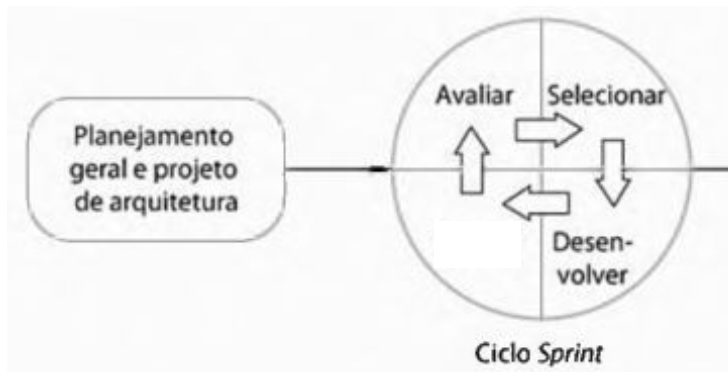 Planejamento
geral e projeto
de arquitetura
Avaliar
Selecionar
Desen-
volver
Ciclo Sprint